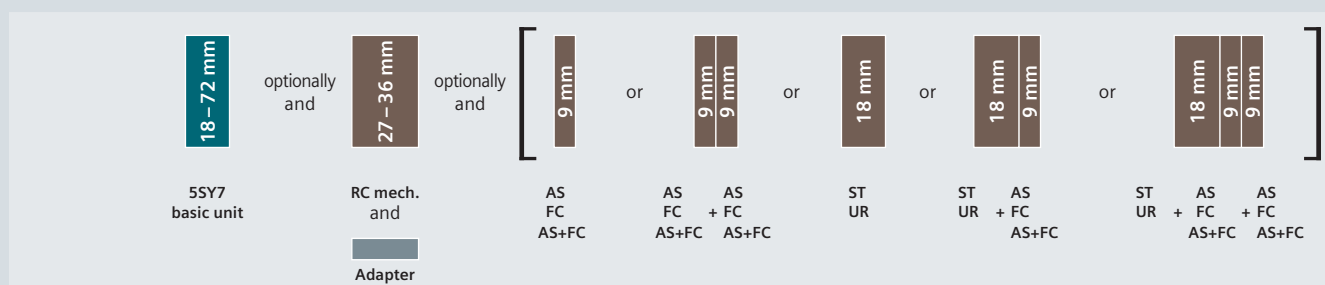 18–72 mm
optionally
and
27–36 mm
optionally
and
9 mm
or
9 mm
9 mm
or
18 mm
or
18 mm
9 mm
or
18 mm
9 mm
9 mm
5SY7
basic unit
RC mech.
and
Adapter
AS
FC
AS+FC
AS AS
FC + FC
AS+FC AS+FC
ST
UR
ST AS
UR + FC
AS+FC
ST AS AS
UR + FC + FC
AS+FC AS+FC